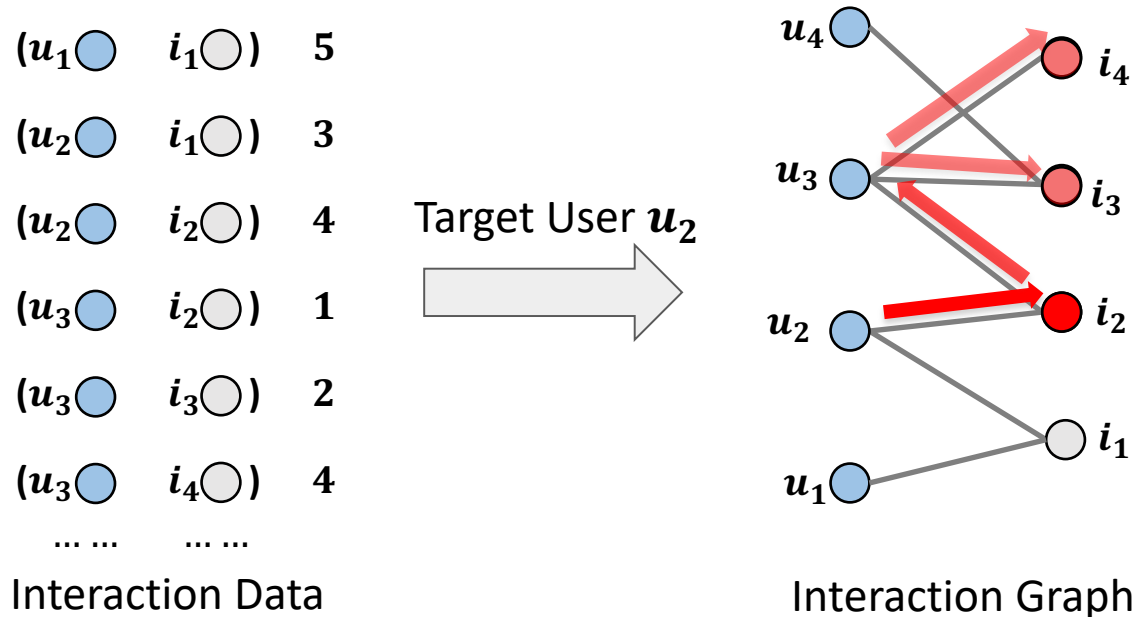 (u₁ i₁ ) 5
(u₂ i₁ ) 3
(u₂ i₂ ) 4
(u₃ i₂ ) 1
(u₃ i₃ ) 2
(u₃ i₄ ) 4
... ... ... ...
Interaction Data
Target User u₂
u₄
i₄
u₃
i₃
u₂
i₂
i₁
u₁
Interaction Graph